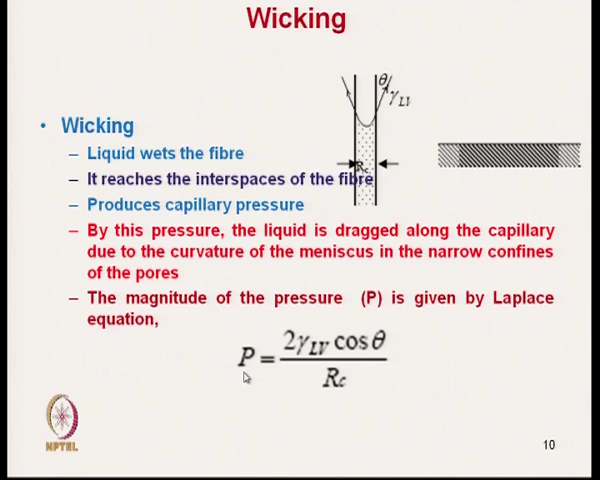 Wicking
θ
γLV
• Wicking
– Liquid wets the fibre
– It reaches the interspaces of the fibre
Rc
– Produces capillary pressure
– By this pressure, the liquid is dragged along the capillary
due to the curvature of the meniscus in the narrow confines
of the pores
– The magnitude of the pressure (P) is given by Laplace
equation,
P = 2γLV cos θ / Rc
NPTEL
10